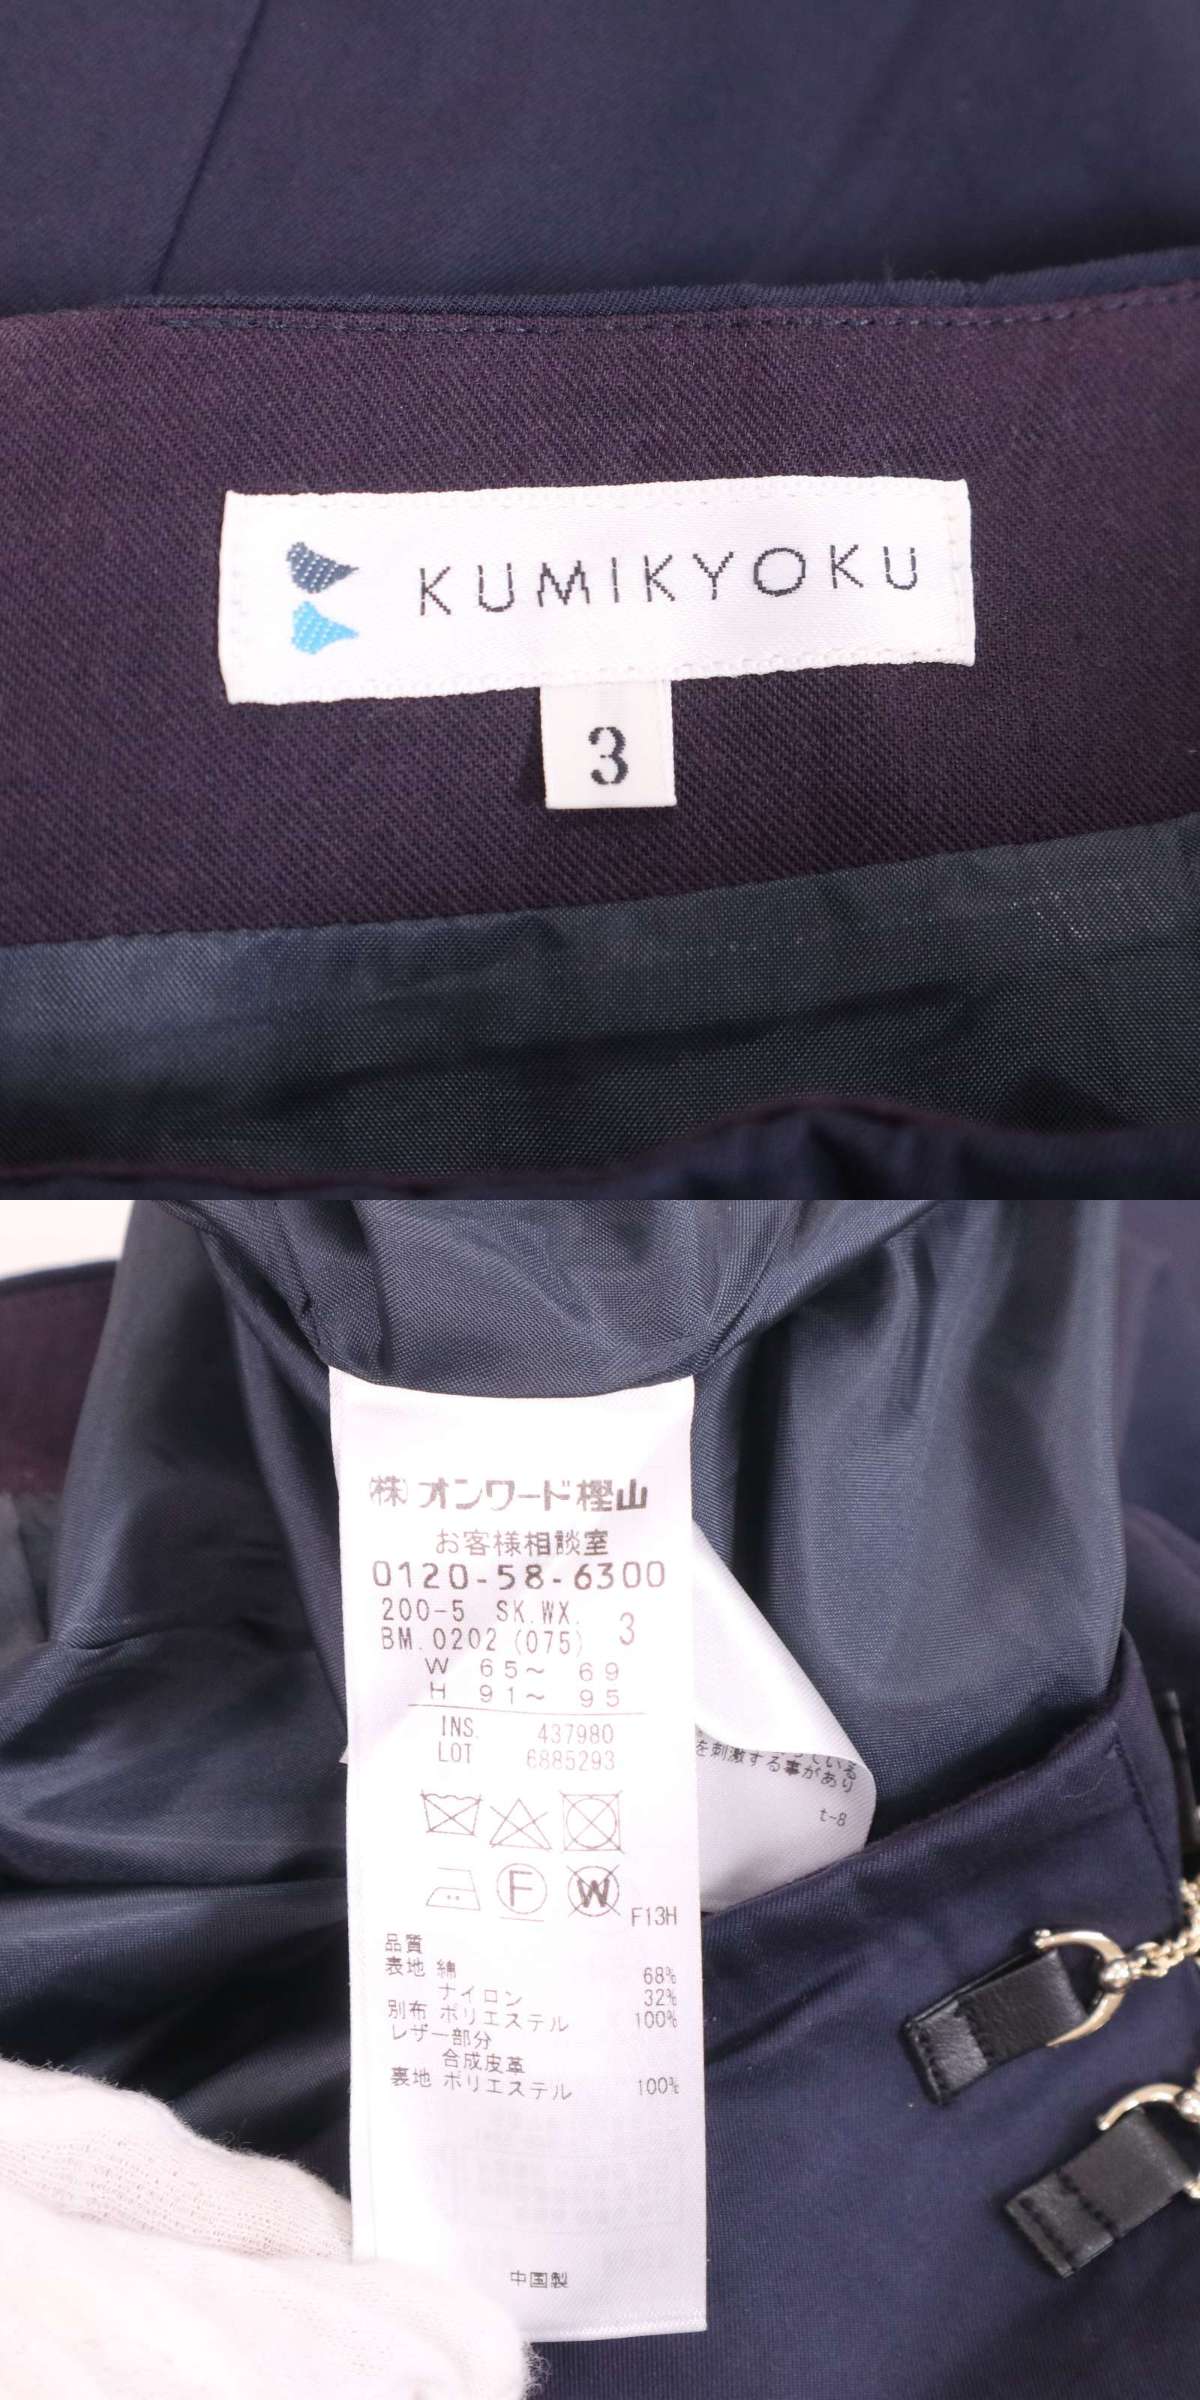 KUMIKYOKU
3
(株)オンワード樫山
お客様相談室
0120-58-6300
200-5 SK.WX. 3
BM.0202 (075)
W 65～ 69
H 91～ 95
INS. 437980
LOT 6885293
F
W
F13H
品質
表地 綿 68%
ナイロン 32%
別布 ポリエステル 100%
レザー部分
合成皮革
裏地 ポリエステル 100%
中国製
ている
を刺激する事があり
t-8